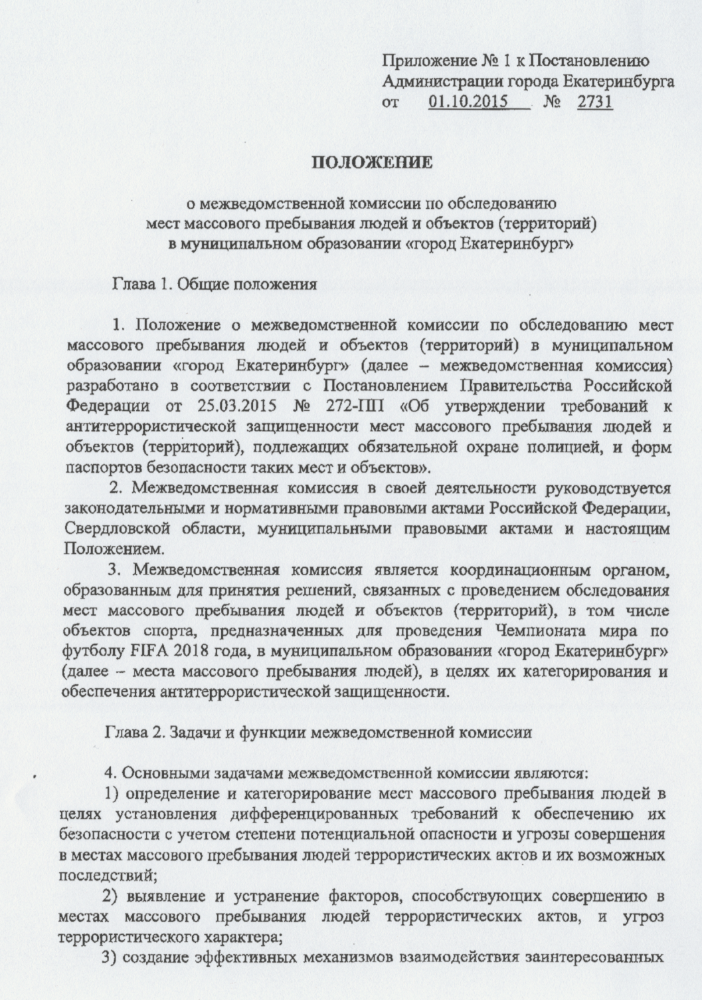 Приложение № 1 к Постановлению
Администрации города Екатеринбурга
от 01.10.2015 № 2731
ПОЛОЖЕНИЕ
о межведомственной комиссии по обследованию
мест массового пребывания людей и объектов (территорий)
в муниципальном образовании «город Екатеринбург»
Глава 1. Общие положения
1. Положение о межведомственной комиссии по обследованию мест
массового пребывания людей и объектов (территорий) в муниципальном
образовании «город Екатеринбург» (далее – межведомственная комиссия)
разработано в соответствии с Постановлением Правительства Российской
Федерации от 25.03.2015 № 272-ПП «Об утверждении требований к
антитеррористической защищенности мест массового пребывания людей и
объектов (территорий), подлежащих обязательной охране полицией, и форм
паспортов безопасности таких мест и объектов».
2. Межведомственная комиссия в своей деятельности руководствуется
законодательными и нормативными правовыми актами Российской Федерации,
Свердловской области, муниципальными правовыми актами и настоящим
Положением.
3. Межведомственная комиссия является координационным органом,
образованным для принятия решений, связанных с проведением обследования
мест массового пребывания людей и объектов (территорий), в том числе
объектов спорта, предназначенных для проведения Чемпионата мира по
футболу FIFA 2018 года, в муниципальном образовании «город Екатеринбург»
(далее – места массового пребывания людей), в целях их категорирования и
обеспечения антитеррористической защищенности.
Глава 2. Задачи и функции межведомственной комиссии
4. Основными задачами межведомственной комиссии являются:
1) определение и категорирование мест массового пребывания людей в
целях установления дифференцированных требований к обеспечению их
безопасности с учетом степени потенциальной опасности и угрозы совершения
в местах массового пребывания людей террористических актов и их возможных
последствий;
2) выявление и устранение факторов, способствующих совершению в
местах массового пребывания людей террористических актов, и угроз
террористического характера;
3) создание эффективных механизмов взаимодействия заинтересованных